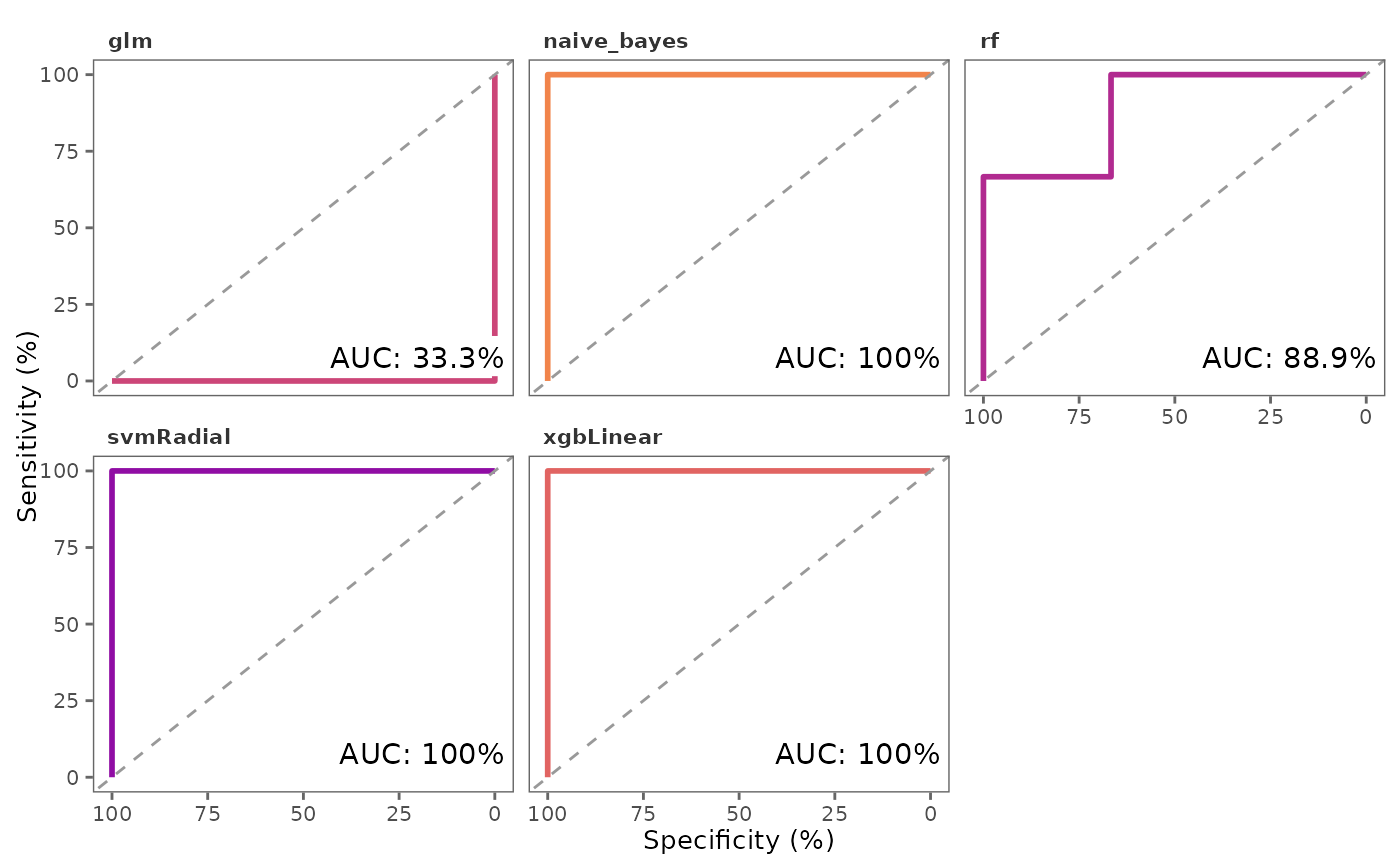 glm
naive_bayes
rf
100
75
50
25
0
AUC: 33.3%
AUC: 100%
AUC: 88.9%
100 75 50 25 0
svmRadial
xgbLinear
Sensitivity (%)
100
75
50
25
0
AUC: 100%
AUC: 100%
100 75 50 25 0
100 75 50 25 0
Specificity (%)